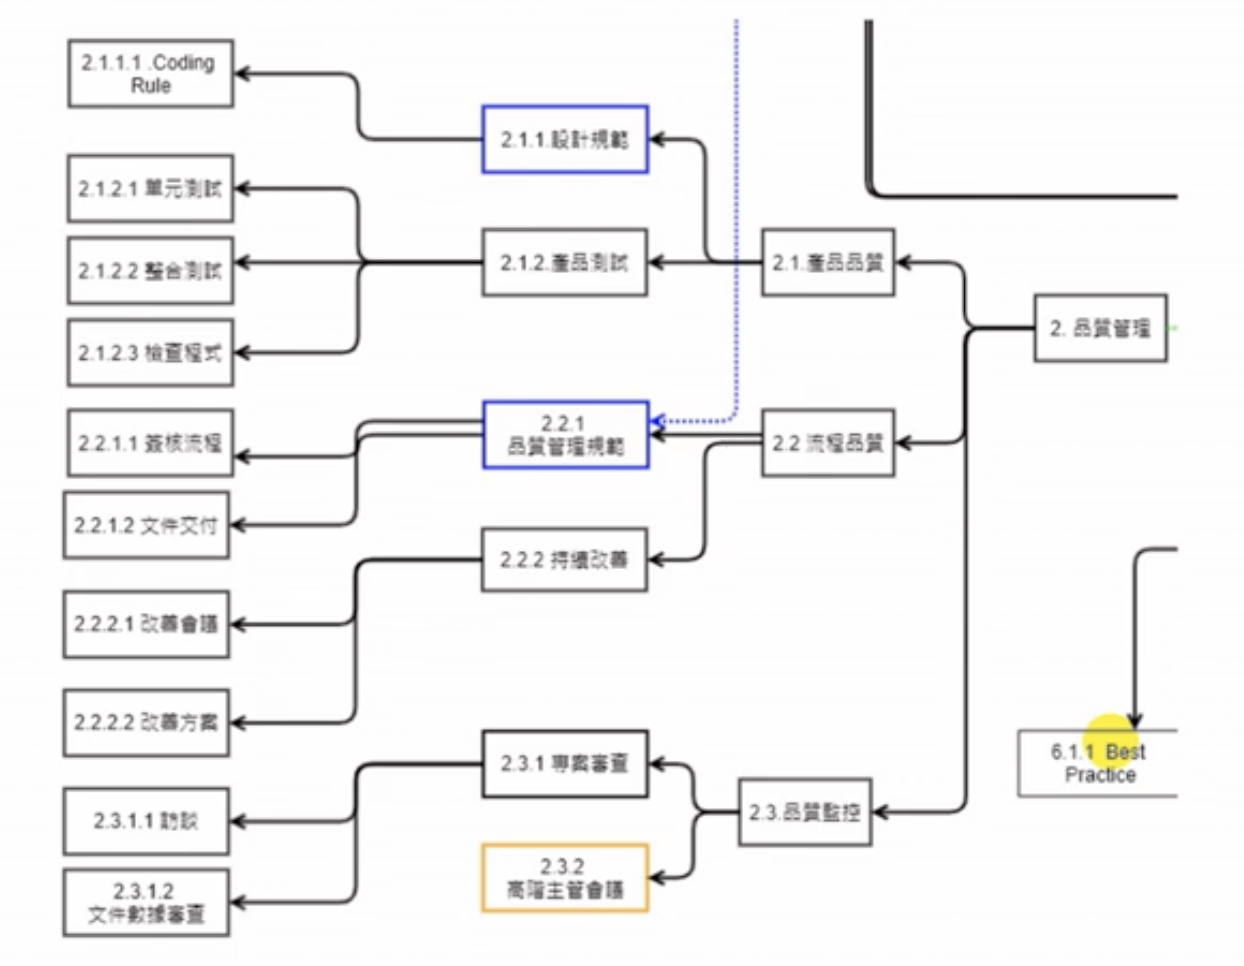 2.1.1.1 .Coding
Rule
2.1.1.設計規範
2.1.2.1 單元測試
2.1.2.2 整合測試
2.1.2.產品測試
2.1.產品品質
2.1.2.3 檢查程式
2. 品質管理
2.2.1.1 簽核流程
2.2.1
品質管理規範
2.2 流程品質
2.2.1.2 文件交付
2.2.2 持續改善
2.2.2.1 改善會議
2.2.2.2 改善方案
2.3.1 專案審查
6.1.1 Best
Practice
2.3.1.1 訪談
2.3.品質監控
2.3.2
高階主管會議
2.3.1.2
文件數據審查